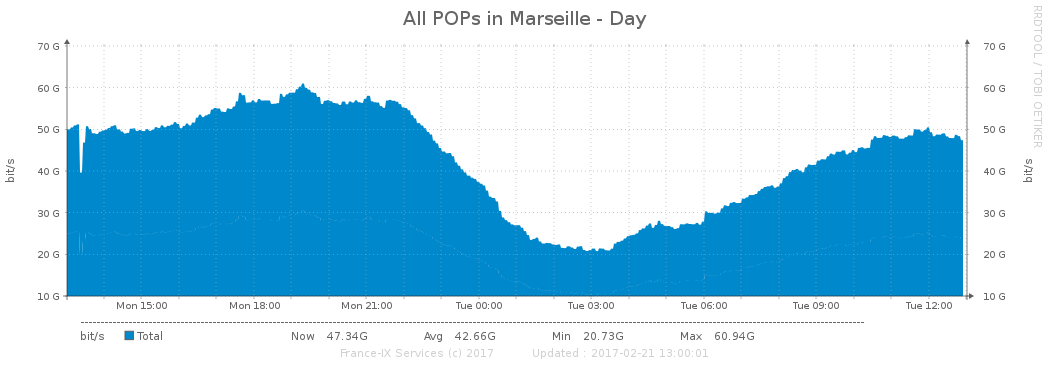 All POPs in Marseille - Day
RRDTOOL / TOBI OETIKER
70 G 70 G
60 G 60 G
50 G 50 G
40 G 40 G
30 G 30 G
20 G 20 G
10 G 10 G
bit/s
bit/s
Mon 15:00 Mon 18:00 Mon 21:00 Tue 00:00 Tue 03:00 Tue 06:00 Tue 09:00 Tue 12:00
bit/s Total Now 47.34G Avg 42.66G Min 20.73G Max 60.94G
France-IX Services (c) 2017 Updated : 2017-02-21 13:00:01